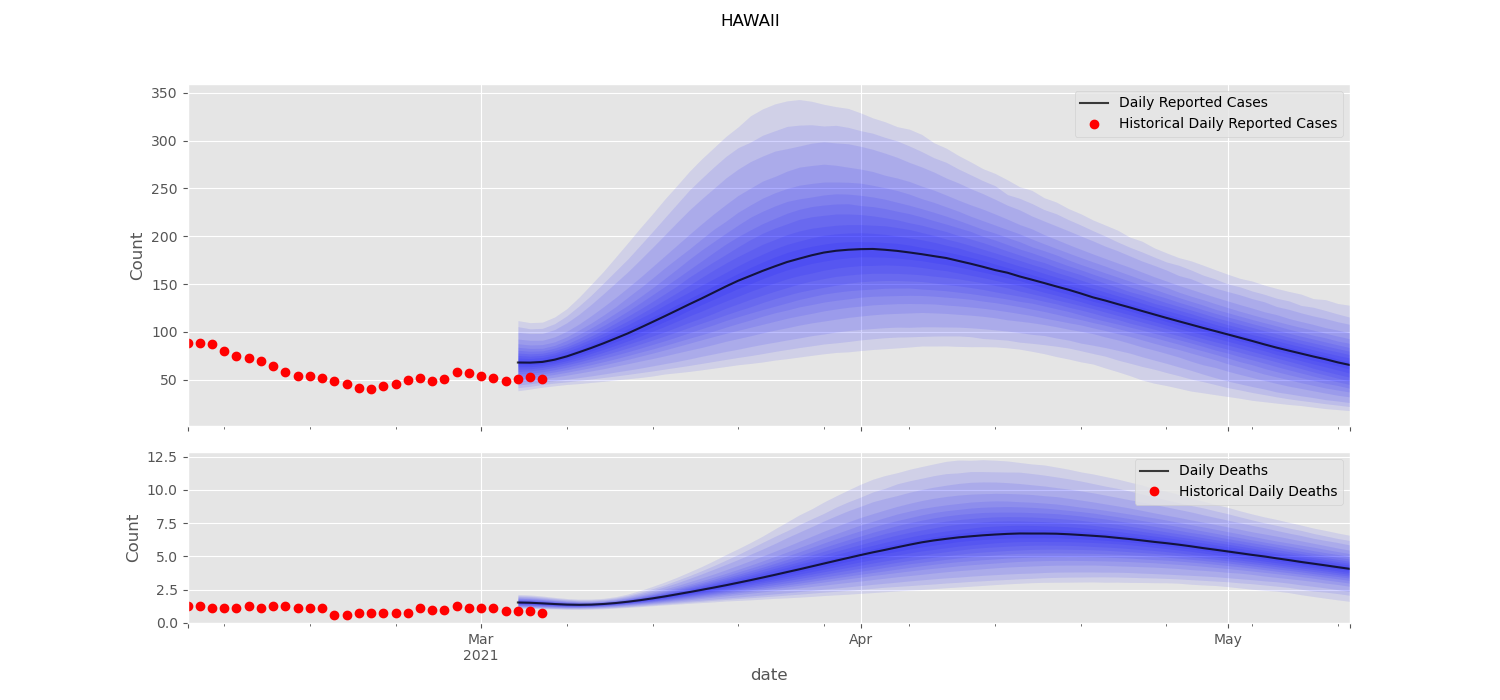 HAWAII
350
300
250
200
150
100
50
Count
Daily Reported Cases
Historical Daily Reported Cases
12.5
10.0
7.5
5.0
2.5
0.0
Count
Daily Deaths
Historical Daily Deaths
Mar
2021
Apr
May
date